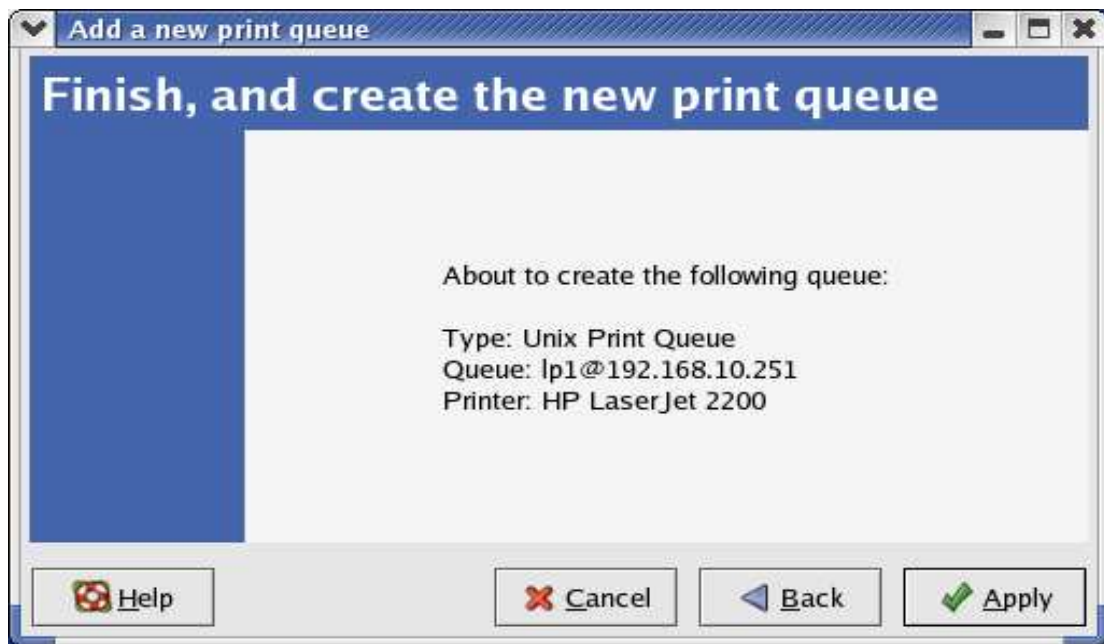 Add a new print queue
Finish, and create the new print queue
About to create the following queue:
Type: Unix Print Queue
Queue: lp1@192.168.10.251
Printer: HP LaserJet 2200
Help
Cancel
Back
Apply